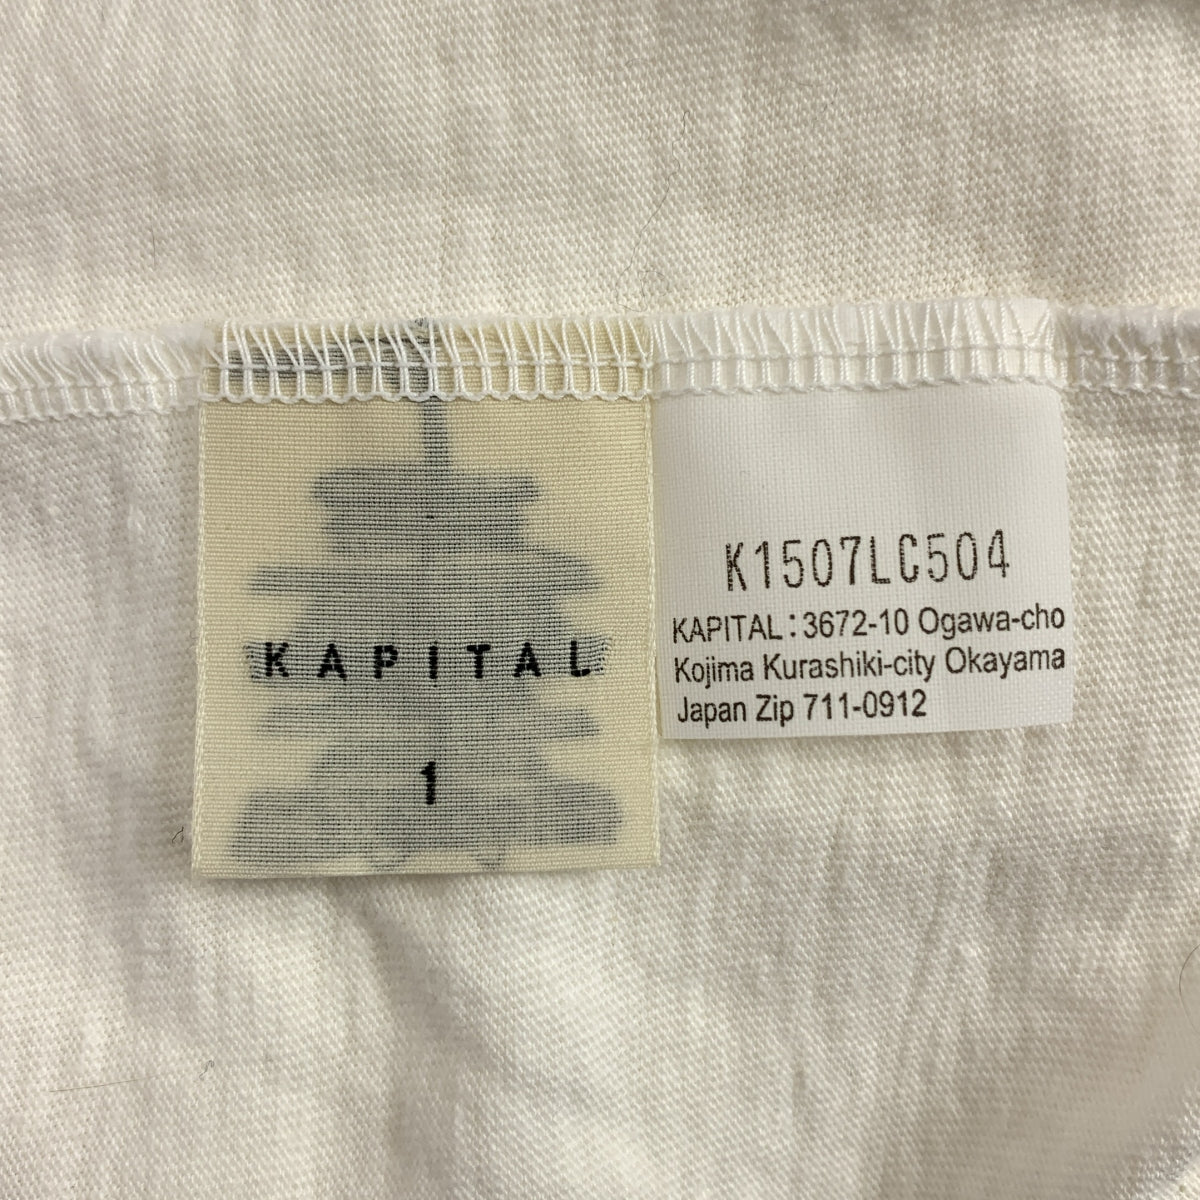 KAPITAL
1
K1507LC504
KAPITAL:3672-10 Ogawa-cho
Kojima Kurashiki-city Okayama
Japan Zip 711-0912